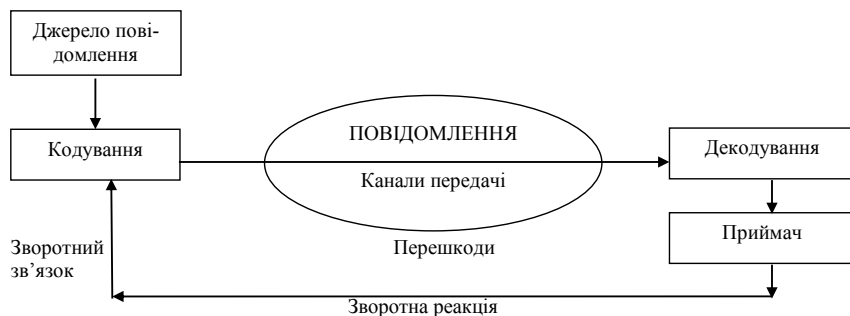 Джерело пові-
домлення
Кодування
ПОВІДОМЛЕННЯ
Канали передачі
Декодування
Приймач
Перешкоди
Зворотний
зв’язок
Зворотна реакція